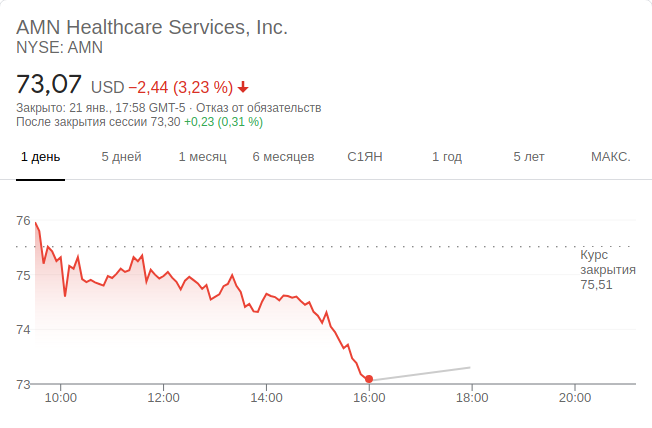 AMN Healthcare Services, Inc.
NYSE: AMN
73,07 USD −2,44 (3,23 %)
Закрыто: 21 янв., 17:58 GMT-5 · Отказ от обязательств
После закрытия сессии 73,30 +0,23 (0,31 %)
1 день 5 дней 1 месяц 6 месяцев С1ЯН 1 год 5 лет МАКС.
76
Курс
закрытия
75,51
75
74
73
10:00 12:00 14:00 16:00 18:00 20:00